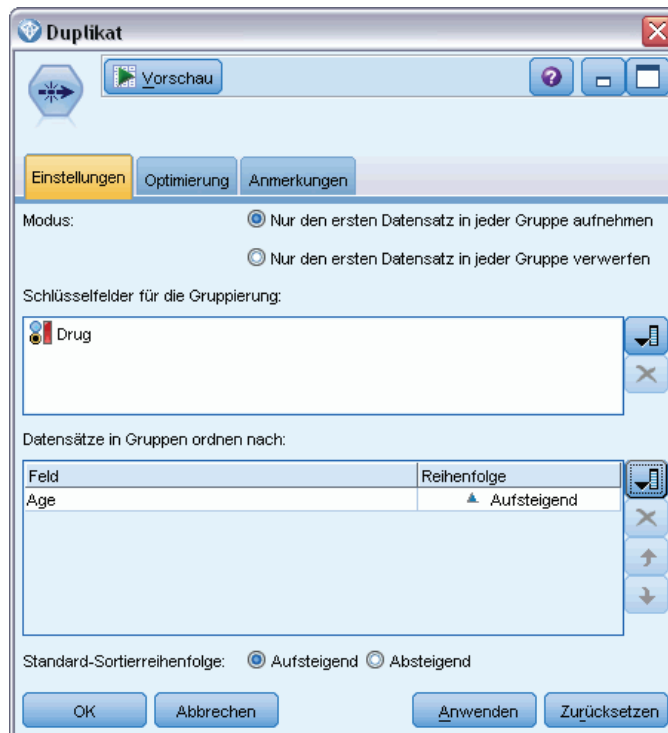 Duplikat
Vorschau
Einstellungen Optimierung Anmerkungen
Modus: Nur den ersten Datensatz in jeder Gruppe aufnehmen
Nur den ersten Datensatz in jeder Gruppe verwerfen
Schlüsselfelder für die Gruppierung:
Drug
Datensätze in Gruppen ordnen nach:
Feld Reihenfolge
Age Aufsteigend
Standard-Sortierreihenfolge: Aufsteigend Absteigend
OK Abbrechen Anwenden Zurücksetzen